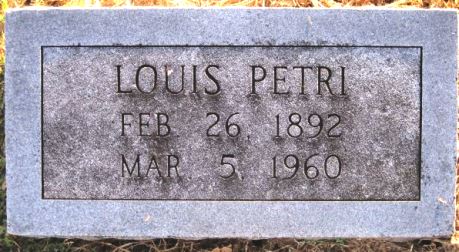 LOUIS PETRI
FEB 26, 1892
MAR 5, 1960